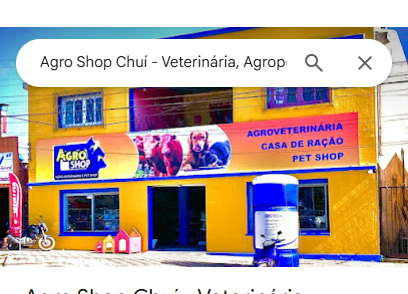 Agro Shop Chuí - Veterinária, Agrop
AGRO
SHOP
AGROVETERINÁRIA
CASA DE RAÇÃO
PET SHOP
Agro Shop Chuí - Veterinária